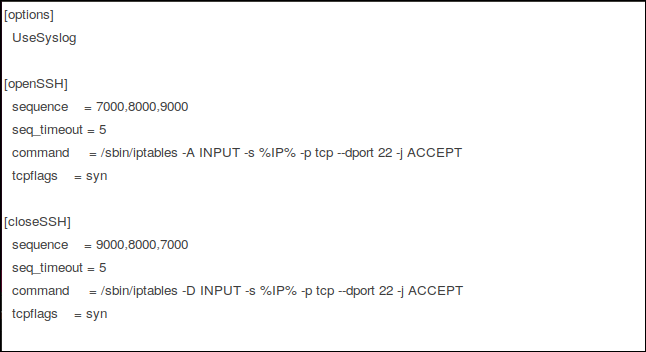 [options]
UseSyslog
[openSSH]
sequence = 7000,8000,9000
seq_timeout = 5
command = /sbin/iptables -A INPUT -s %IP% -p tcp --dport 22 -j ACCEPT
tcpflags = syn
[closeSSH]
sequence = 9000,8000,7000
seq_timeout = 5
command = /sbin/iptables -D INPUT -s %IP% -p tcp --dport 22 -j ACCEPT
tcpflags = syn